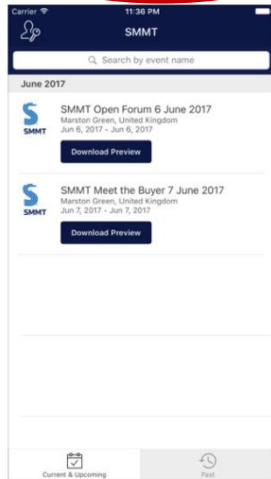 Carrier 11:36 PM
SMMT
Search by event name
June 2017
SMMT Open Forum 6 June 2017
Marston Green, United Kingdom
Jun 6, 2017 - Jun 6, 2017
SMMT
Download Preview
SMMT Meet the Buyer 7 June 2017
Marston Green, United Kingdom
Jun 7, 2017 - Jun 7, 2017
SMMT
Download Preview
Current & Upcoming
Past